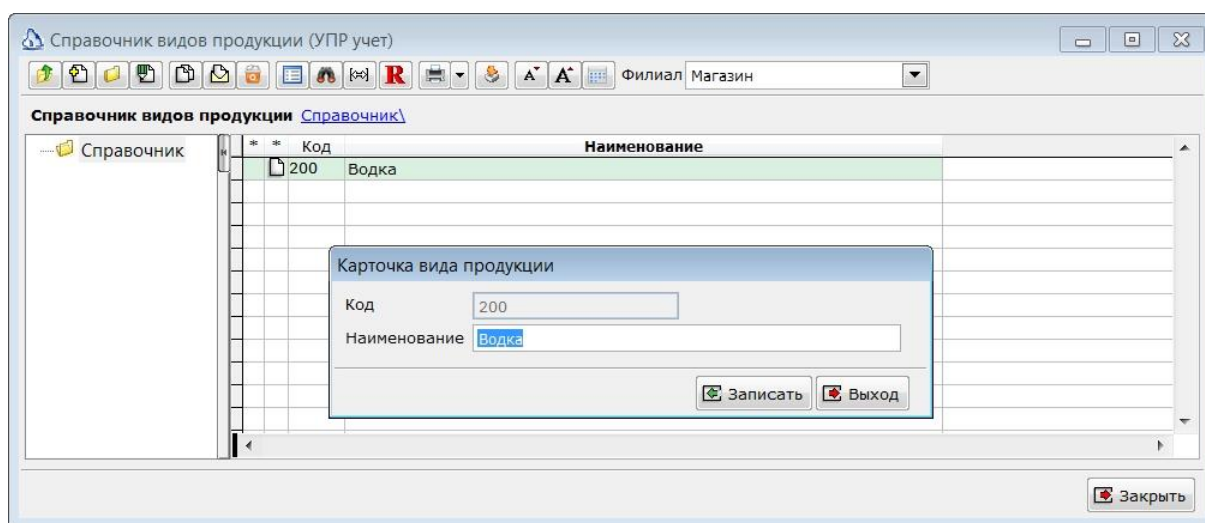 Справочник видов продукции (УПР учет)
R A A Филиал Магазин
Справочник видов продукции Справочник\
Справочник
* * Код Наименование
200 Водка
Карточка вида продукции
Код 200
Наименование Водка
Записать Выход
Закрыть